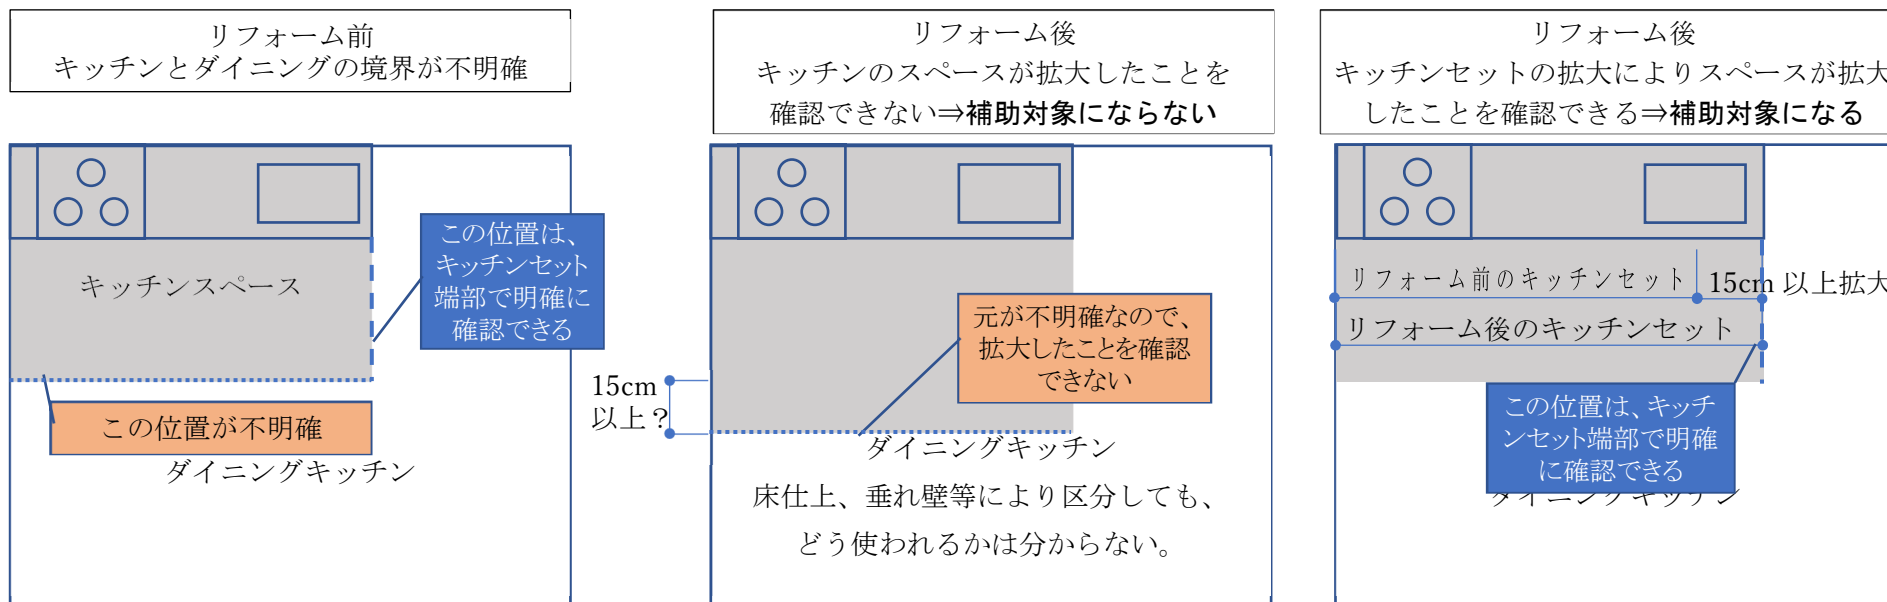 リフォーム前
キッチンとダイニングの境界が不明確
キッチンスペース
この位置は、
キッチンセット
端部で明確に
確認できる
この位置が不明確
ダイニングキッチン
リフォーム後
キッチンのスペースが拡大したことを
確認できない⇒補助対象にならない
元が不明確なので、
拡大したことを確認
できない
15cm
以上？
ダイニングキッチン
床仕上、垂れ壁等により区分しても、
どう使われるかは分からない。
リフォーム後
キッチンセットの拡大によりスペースが拡大
したことを確認できる⇒補助対象になる
リフォーム前のキッチンセット
15cm 以上拡大
リフォーム後のキッチンセット
この位置は、キッチ
ンセット端部で明確
に確認できる
ダイニングキッチン